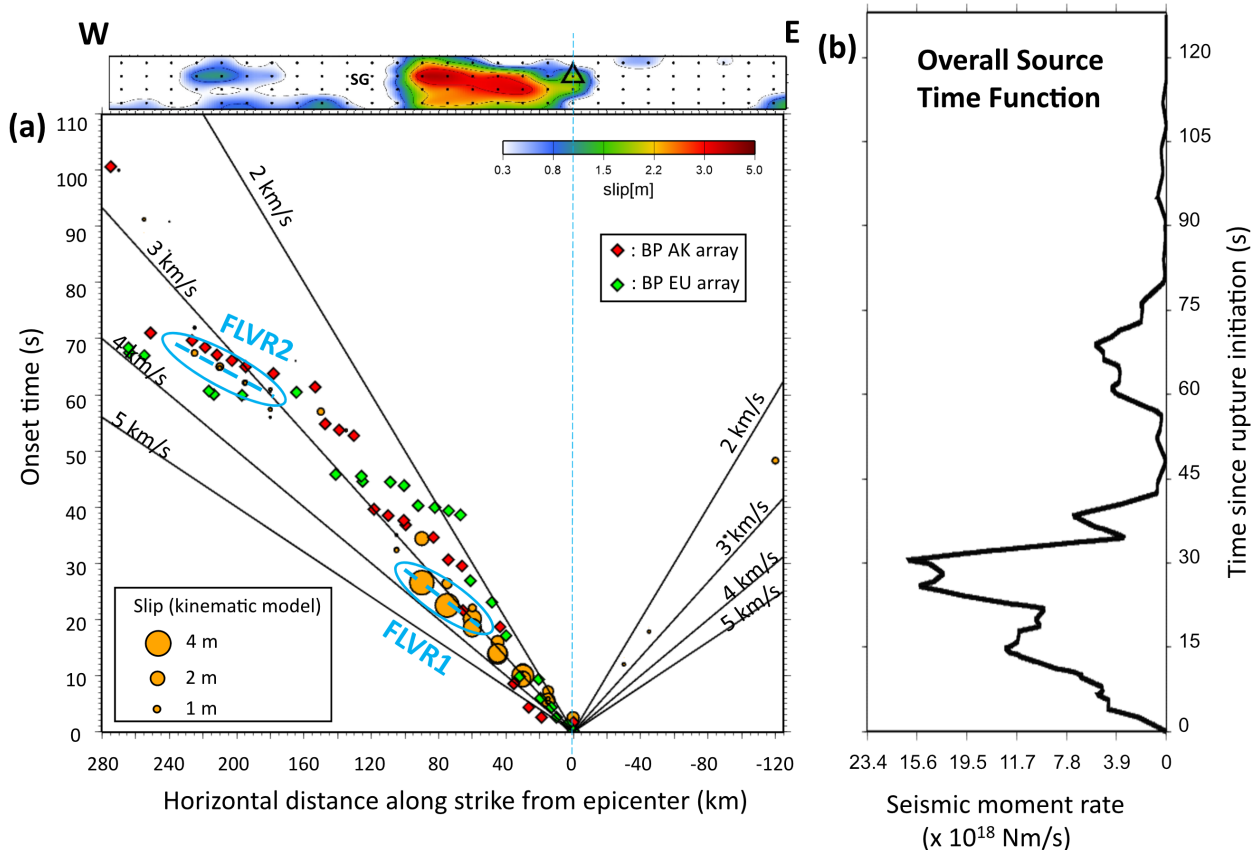 W
E
SG
(a)
110
100
90
80
70
60
50
40
30
20
10
0
Onset time (s)
280
240
200
160
120
80
40
0
-40
-80
-120
Horizontal distance along strike from epicenter (km)
0.3
0.8
1.5
2.2
3.0
5.0
slip[m]
: BP AK array
: BP EU array
2 km/s
3 km/s
4 km/s
5 km/s
FLVR2
FLVR1
2 km/s
3 km/s
4 km/s
5 km/s
Slip (kinematic model)
4 m
2 m
1 m
(b)
Overall Source
Time Function
120
105
90
75
60
45
30
15
0
Time since rupture initiation (s)
23.4
15.6
19.5
11.7
7.8
3.9
0
Seismic moment rate
(x 10¹⁸ Nm/s)